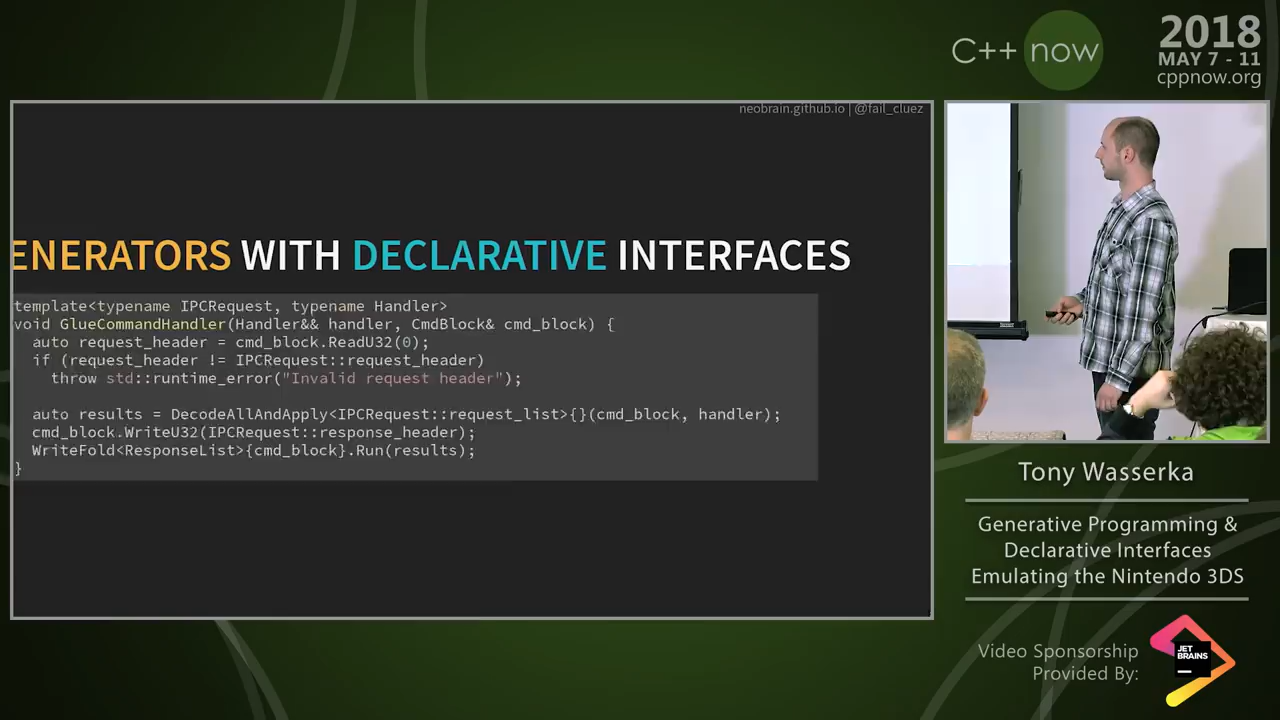 C++ now
2018
MAY 7 - 11
cppnow.org
neobrain.github.io | @fail_cluez
ENERATORS WITH DECLARATIVE INTERFACES
template<typename IPCRequest, typename Handler>
void GlueCommandHandler(Handler&& handler, CmdBlock& cmd_block) {
auto request_header = cmd_block.ReadU32(0);
if (request_header != IPCRequest::request_header)
throw std::runtime_error("Invalid request header");
auto results = DecodeAllAndApply<IPCRequest::request_list>{}(cmd_block, handler);
cmd_block.WriteU32(IPCRequest::response_header);
WriteFold<ResponseList>{cmd_block}.Run(results);
}
Tony Wasserka
Generative Programming &
Declarative Interfaces
Emulating the Nintendo 3DS
Video Sponsorship
Provided By:
JET
BRAINS